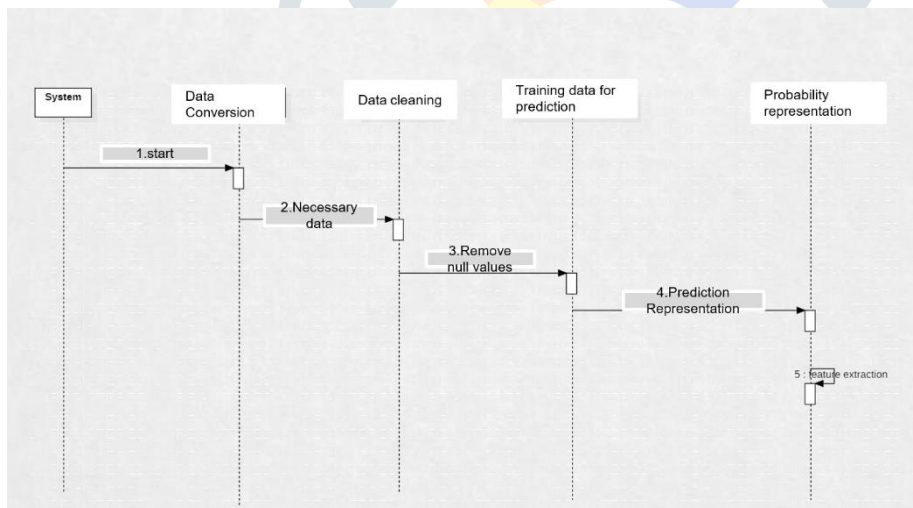 System
Data
Conversion
Data cleaning
Training data for
prediction
Probability
representation
1.start
2.Necessary
data
3.Remove
null values
4.Prediction
Representation
5 : feature extraction